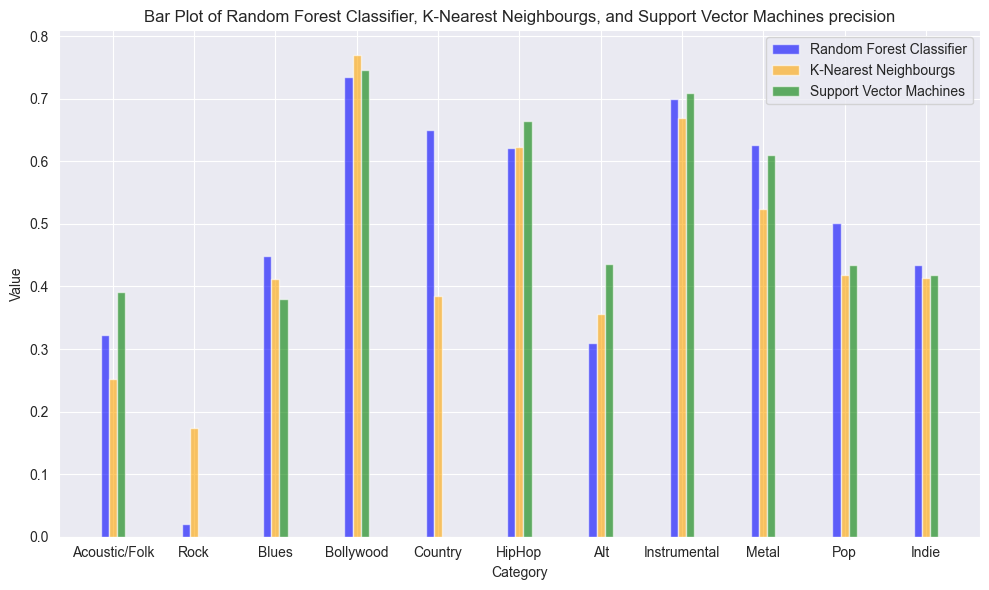 Bar Plot of Random Forest Classifier, K-Nearest Neighbourgs, and Support Vector Machines precision
Random Forest Classifier
K-Nearest Neighbourgs
Support Vector Machines
Value
0.8
0.7
0.6
0.5
0.4
0.3
0.2
0.1
0.0
Acoustic/Folk Rock Blues Bollywood Country HipHop Alt Instrumental Metal Pop Indie
Category